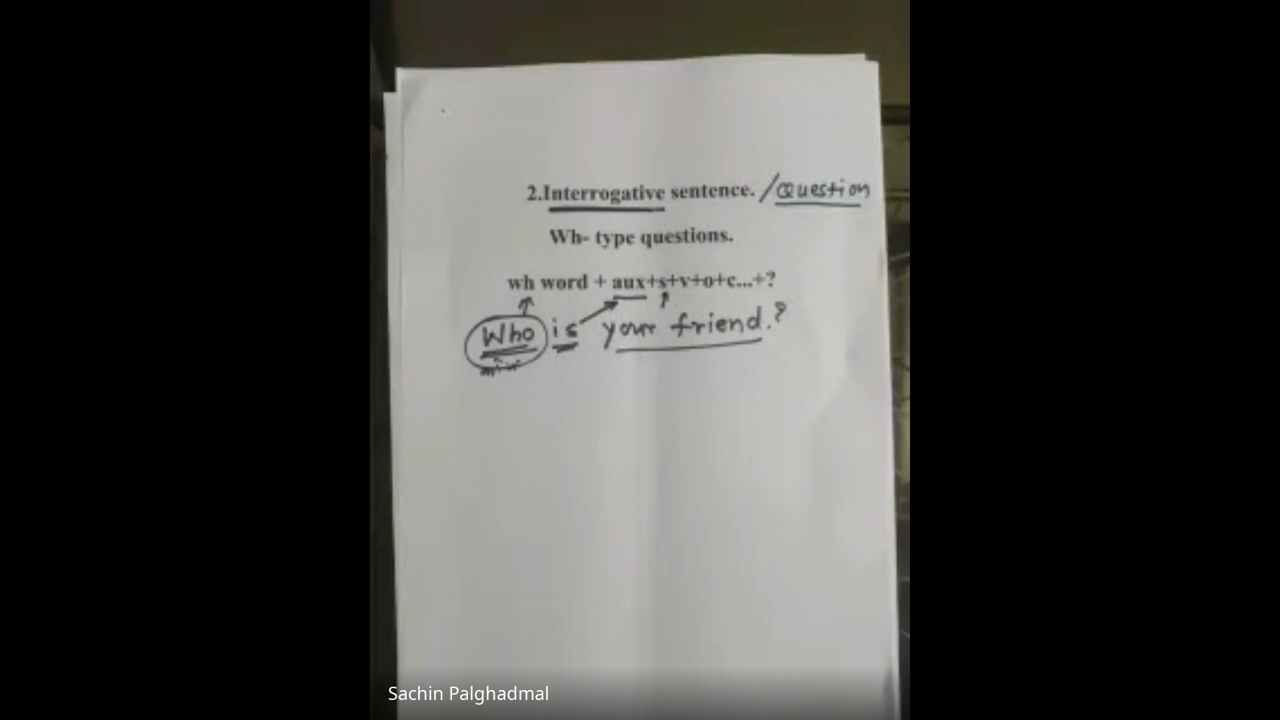 2.Interrogative sentence. /Question
Wh- type questions.
wh word + aux+s+v+o+c...+?
Who is your friend.?
Sachin Palghadmal